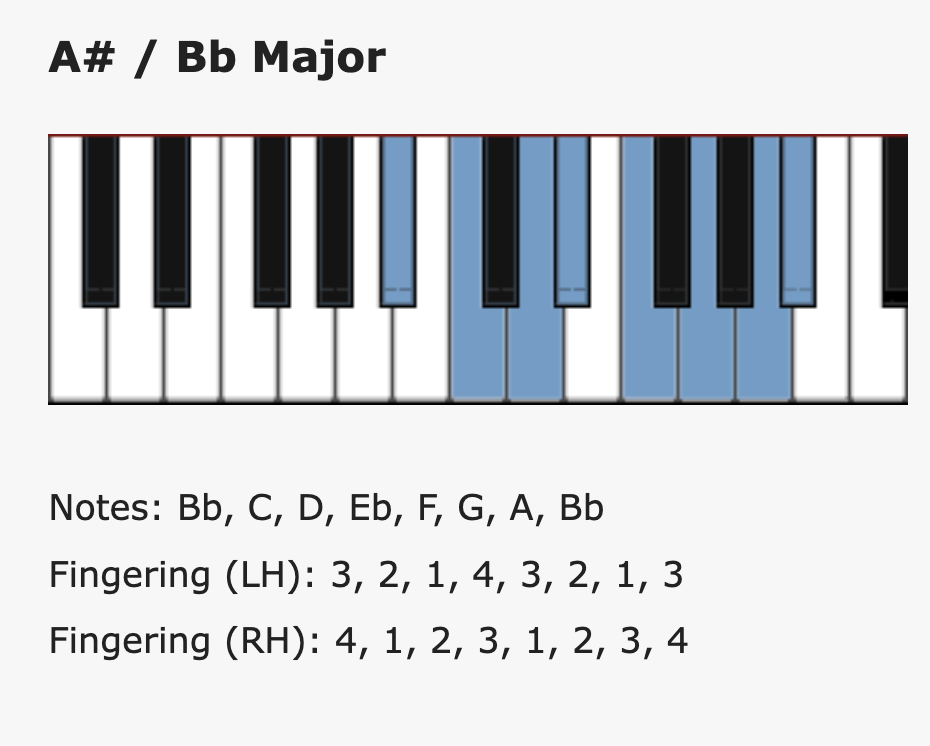 A# / Bb Major
Notes: Bb, C, D, Eb, F, G, A, Bb
Fingering (LH): 3, 2, 1, 4, 3, 2, 1, 3
Fingering (RH): 4, 1, 2, 3, 1, 2, 3, 4